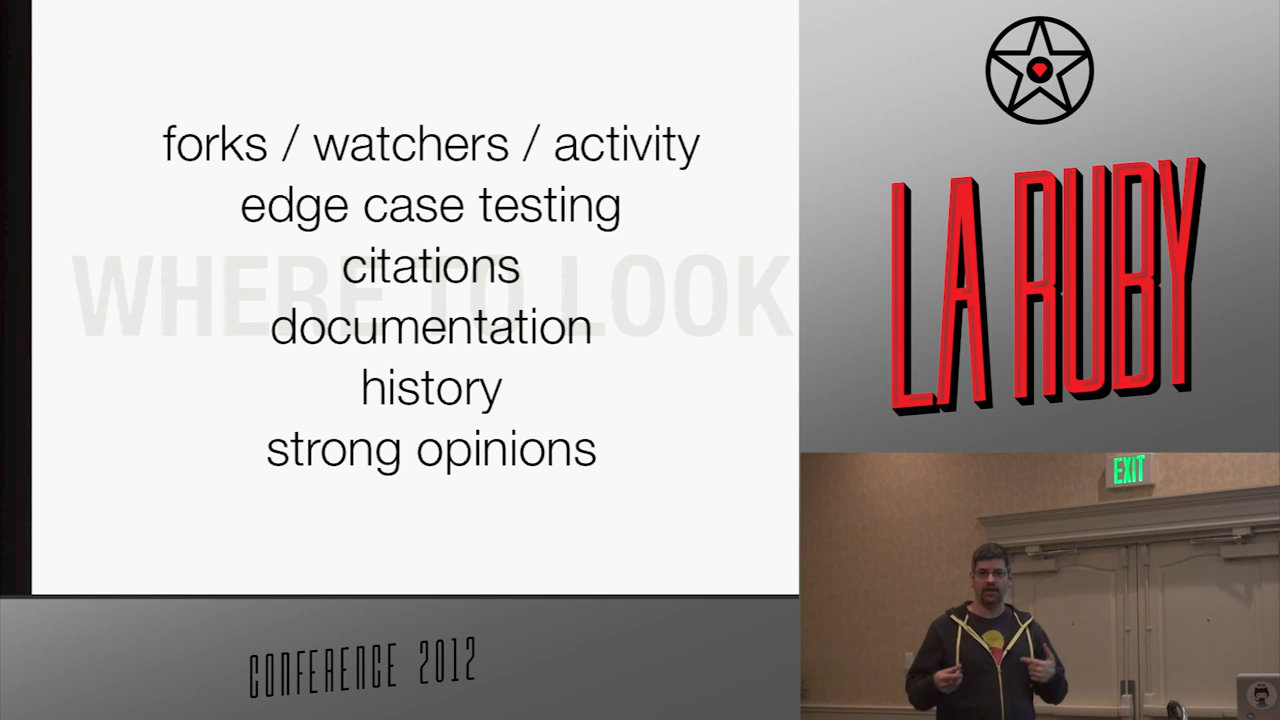 forks / watchers / activity
edge case testing
citations
WHERE TO LOOK
documentation
history
strong opinions
LA RUBY
EXIT
CONFERENCE 2012